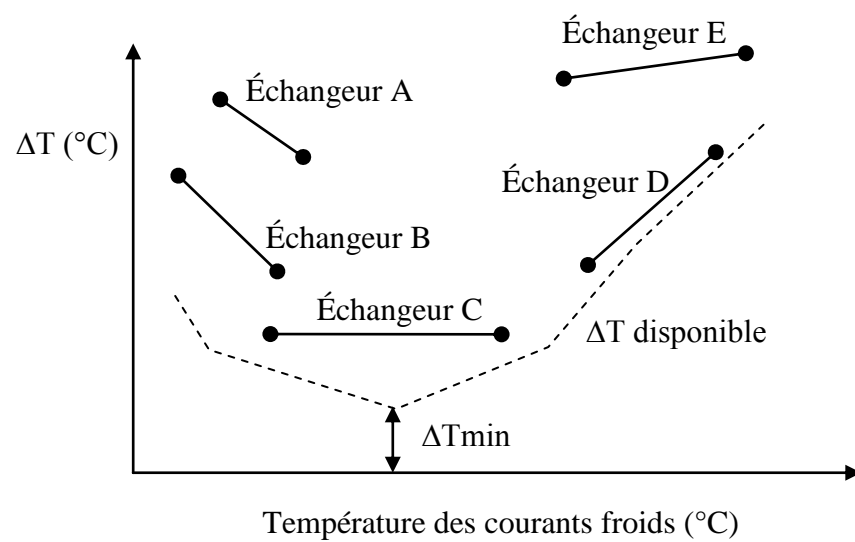 Échangeur E
Échangeur A
ΔT (°C)
Échangeur D
Échangeur B
Échangeur C
ΔT disponible
ΔTmin
Température des courants froids (°C)